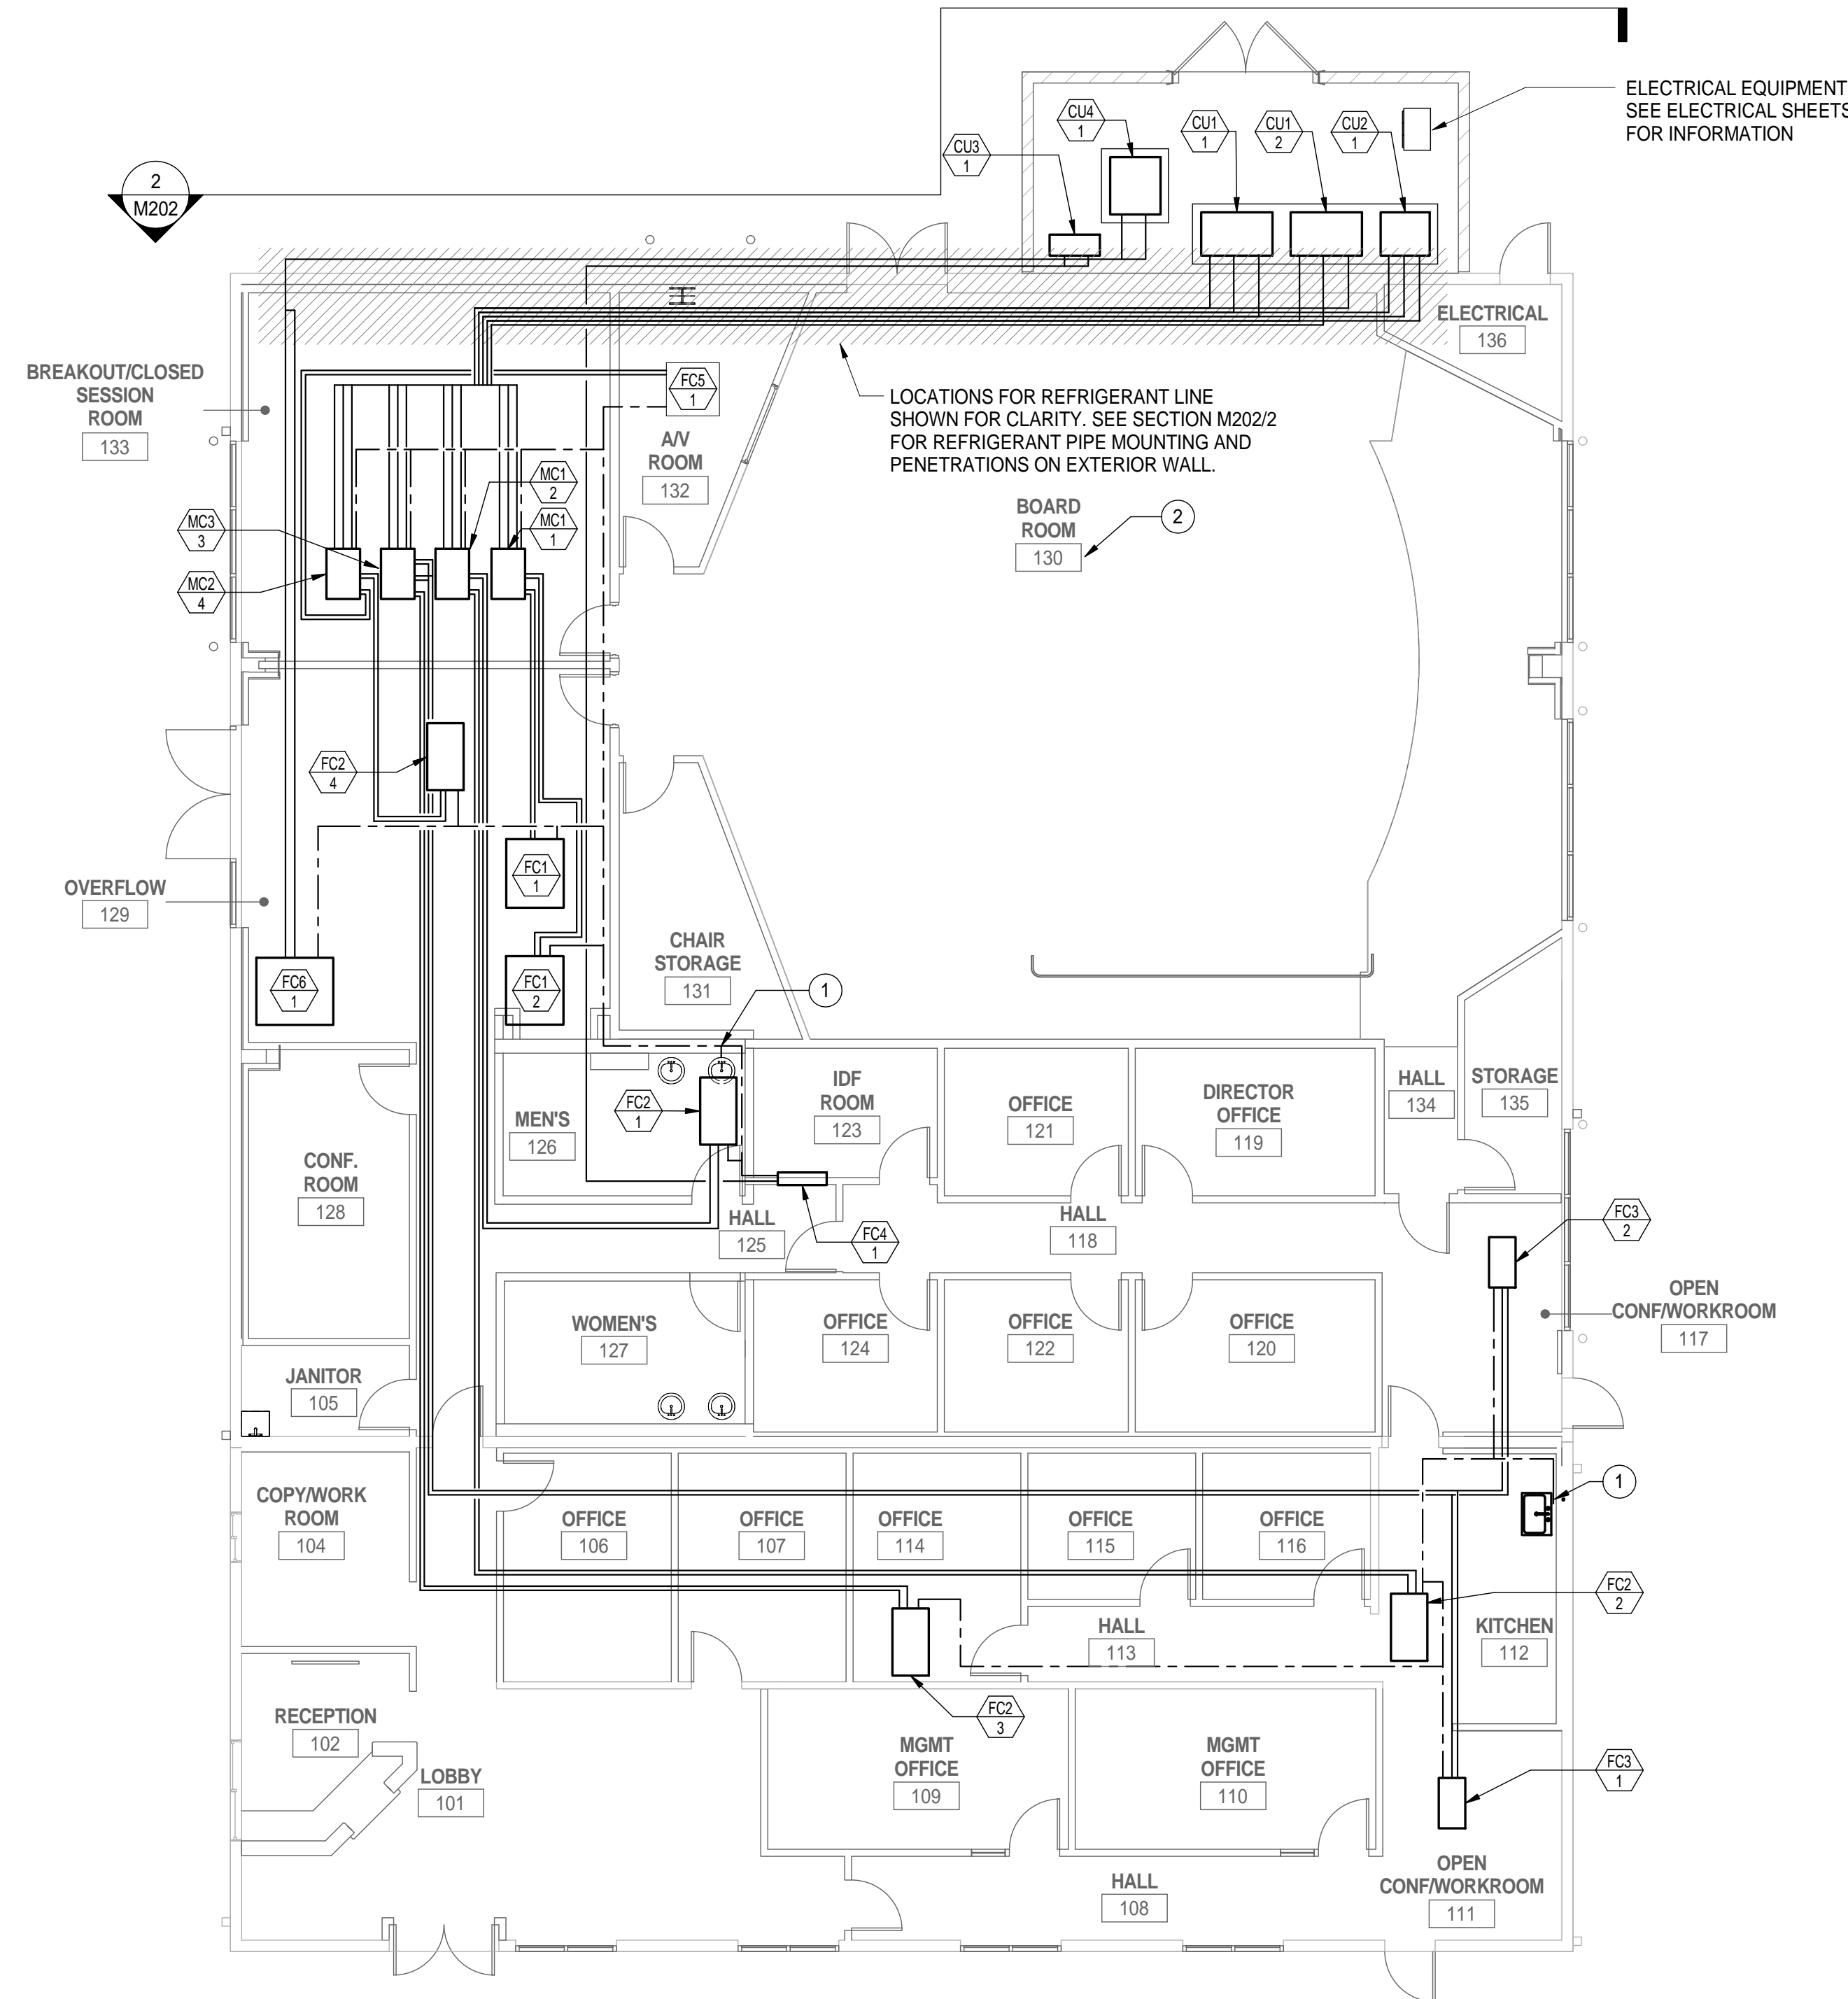 ELECTRICAL EQUIPMENT
SEE ELECTRICAL SHEETS
FOR INFORMATION
CU4
1
CU1
1
CU1
2
CU2
1
CU3
1
2
M202
ELECTRICAL
136
BREAKOUT/CLOSED
SESSION
ROOM
133
FC5
1
LOCATIONS FOR REFRIGERANT LINE
SHOWN FOR CLARITY. SEE SECTION M202/2
FOR REFRIGERANT PIPE MOUNTING AND
PENETRATIONS ON EXTERIOR WALL.
A/V
ROOM
132
MC1
2
MC1
1
MC3
3
MC2
4
BOARD
ROOM
130
2
FC2
4
FC1
1
OVERFLOW
129
FC6
1
FC1
2
CHAIR
STORAGE
131
1
MEN'S
126
FC2
1
IDF
ROOM
123
OFFICE
121
DIRECTOR
OFFICE
119
HALL
134
STORAGE
135
CONF.
ROOM
128
HALL
125
FC4
1
HALL
118
FC3
2
OPEN
CONF/WORKROOM
117
WOMEN'S
127
OFFICE
124
OFFICE
122
OFFICE
120
JANITOR
105
COPY/WORK
ROOM
104
OFFICE
106
OFFICE
107
OFFICE
114
OFFICE
115
OFFICE
116
1
FC2
2
HALL
113
KITCHEN
112
RECEPTION
102
FC2
3
LOBBY
101
MGMT
OFFICE
109
MGMT
OFFICE
110
FC3
1
HALL
108
OPEN
CONF/WORKROOM
111